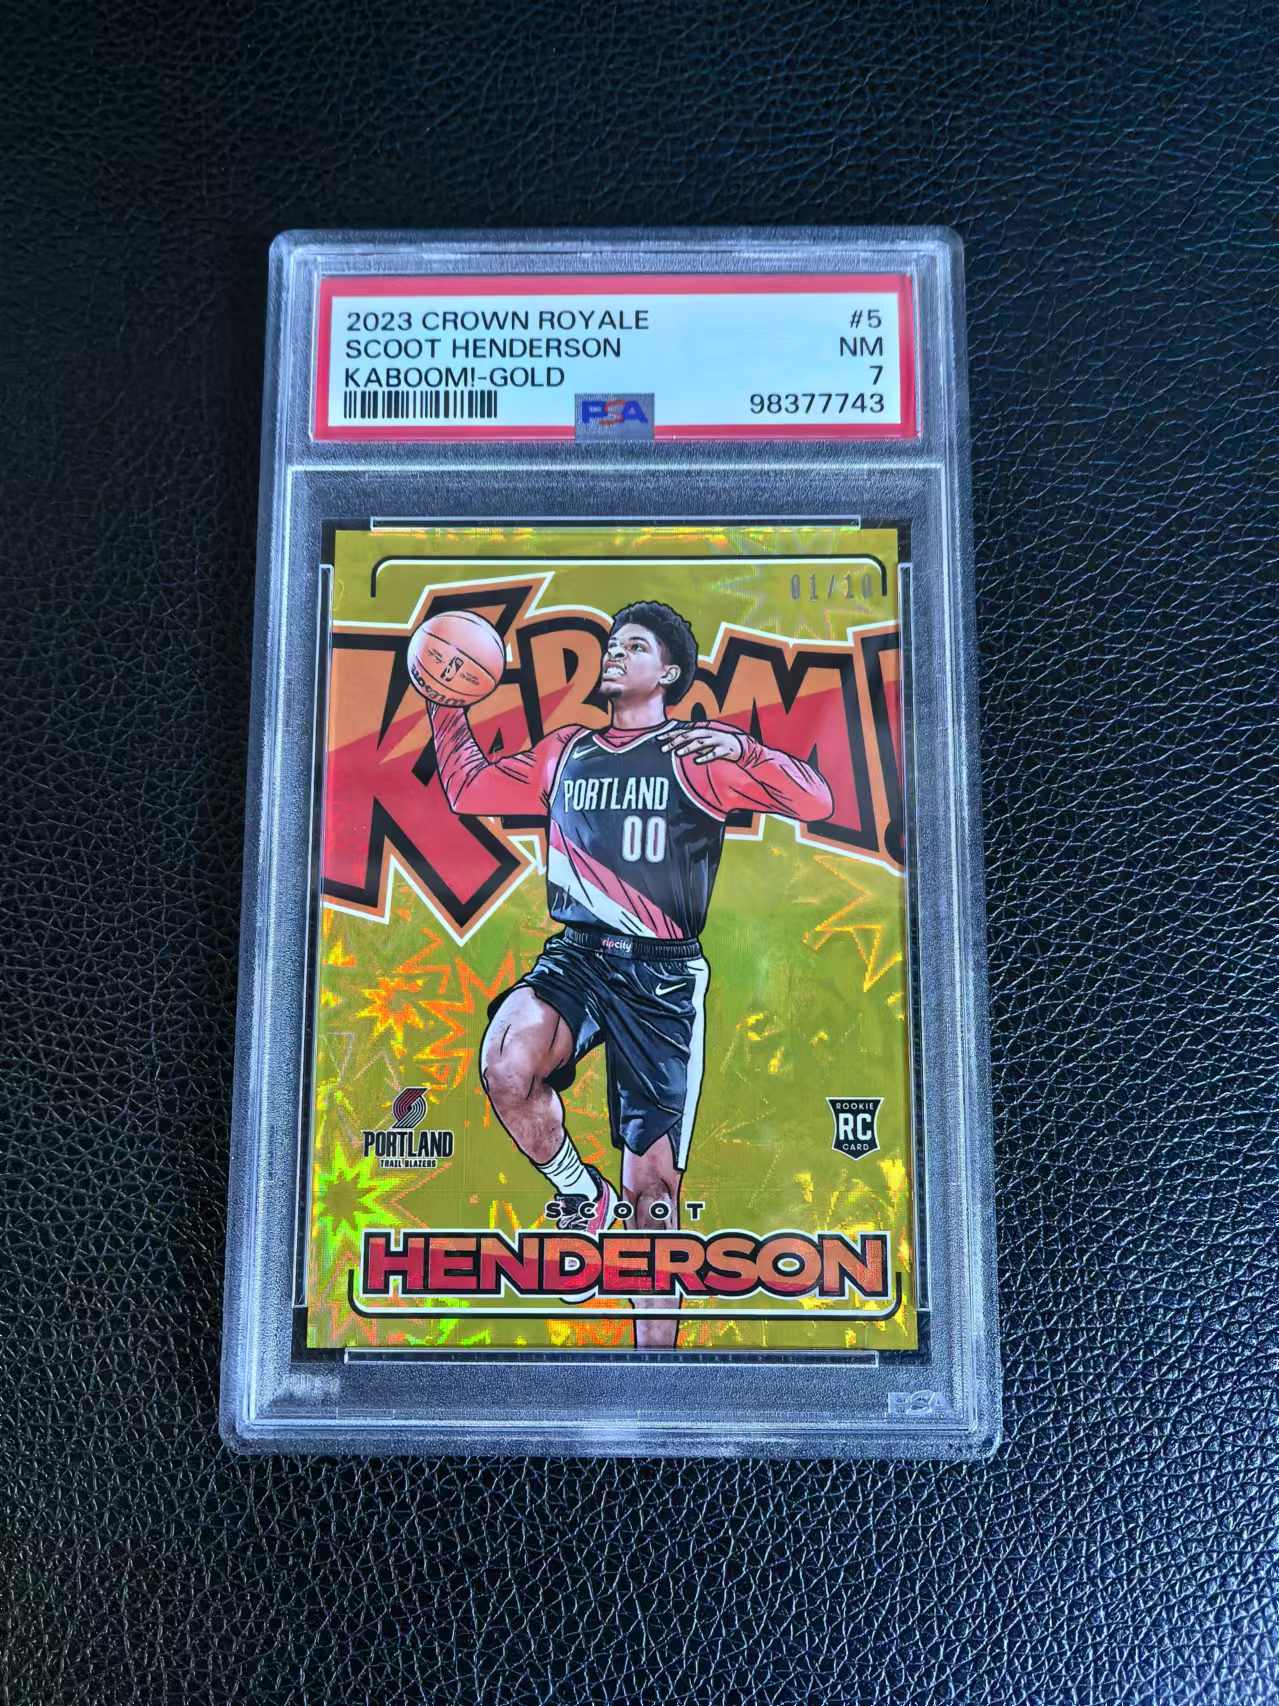 2023 CROWN ROYALE #5
SCOOT HENDERSON NM
KABOOM!-GOLD 7
98377743
PSA
01/10
KABOOM!
PORTLAND
00
ripcity
PORTLAND
TRAIL BLAZERS
ROOKIE
RC
CARD
SCOOT
HENDERSON
PSA